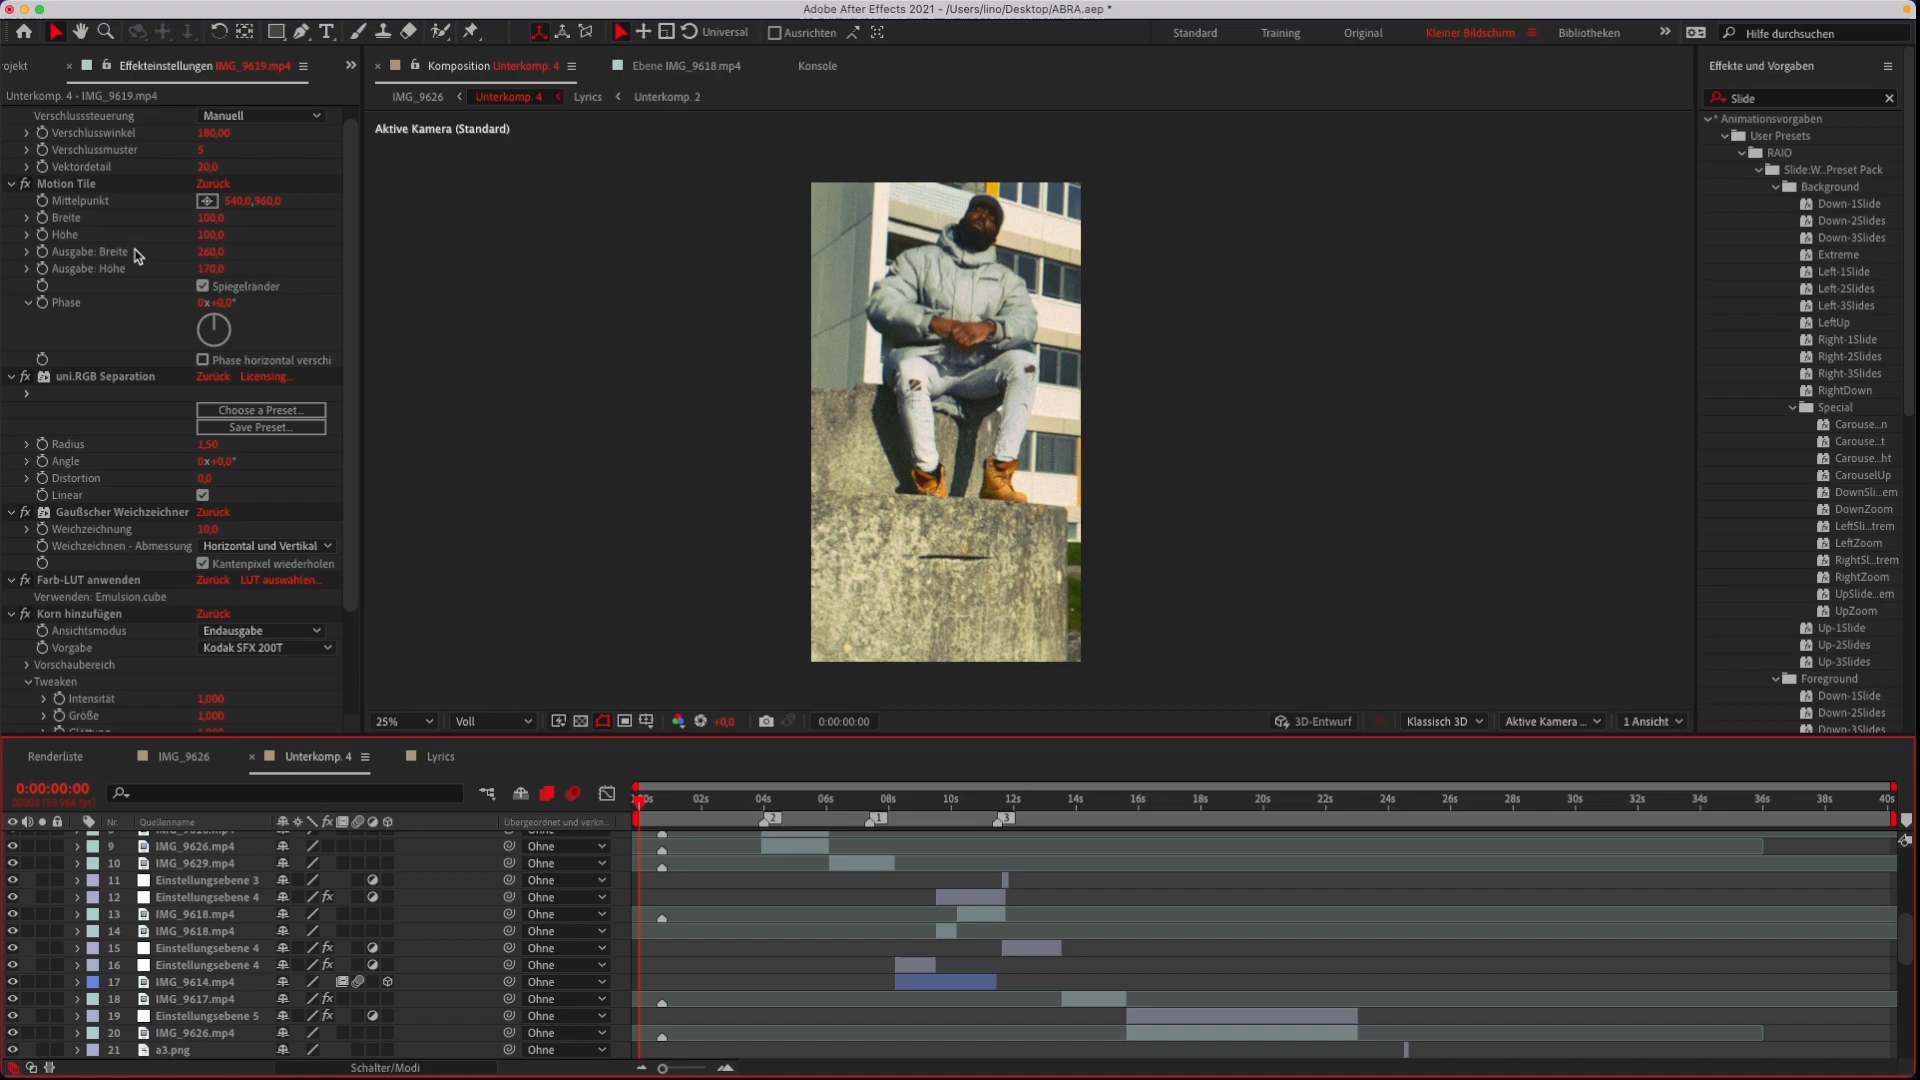 Adobe After Effects 2021 - /Users/lino/Desktop/ABRA.aep *
Universal
Ausrichten
Standard
Training
Original
Kleiner Bildschirm
Bibliotheken
Hilfe durchsuchen
ojekt
Effekteinstellungen IMG_9619.mp4
Unterkomp. 4 • IMG_9619.mp4
Verschlusssteuerung Manuell
Verschlusswinkel 180,00
Verschlussmuster 5
Vektordetail 20,0
fx Motion Tile Zurück
Mittelpunkt 540,0,960,0
Breite 100,0
Höhe 100,0
Ausgabe: Breite 260,0
Ausgabe: Höhe 170,0
Spiegelränder
Phase 0x+0,0°
Phase horizontal verschi
fx uni.RGB Separation Zurück Licensing...
Choose a Preset...
Save Preset...
Radius 1,50
Angle 0x+0,0°
Distortion 0,0
Linear
fx Gaußscher Weichzeichner Zurück
Weichzeichnung 10,0
Weichzeichnen - Abmessung Horizontal und Vertikal
Kantenpixel wiederholen
fx Farb-LUT anwenden Zurück LUT auswählen...
Verwenden: Emulsion.cube
fx Korn hinzufügen Zurück
Ansichtsmodus Endausgabe
Vorgabe Kodak SFX 200T
Vorschaubereich
Tweaken
Intensität 1,000
Größe 1,000
Komposition Unterkomp. 4
Ebene IMG_9618.mp4
Konsole
IMG_9626
Unterkomp. 4
Lyrics
Unterkomp. 2
Aktive Kamera (Standard)
25%
Voll
+0,0
0:00:00:00
3D-Entwurf
Klassisch 3D
Aktive Kamera ...
1 Ansicht
Effekte und Vorgaben
Slide
* Animationsvorgaben
User Presets
RAIO
Slide:W...Preset Pack
Background
Down-1Slide
Down-2Slides
Down-3Slides
Extreme
Left-1Slide
Left-2Slides
Left-3Slides
LeftUp
Right-1Slide
Right-2Slides
Right-3Slides
RightDown
Special
Carouse...n
Carouse...t
Carouse...ht
CarouselUp
DownSli...em
DownZoom
LeftSli...trem
LeftZoom
RightSl...trem
RightZoom
UpSlide...em
UpZoom
Up-1Slide
Up-2Slides
Up-3Slides
Foreground
Down-1Slide
Down-2Slides
Down-3Slides
Renderliste
IMG_9626
Unterkomp. 4
Lyrics
0:00:00:00
Nr. Quellenname fx Übergeordnet und verkn...
02s 04s 06s 08s 10s 12s 14s 16s 18s 20s 22s 24s 26s 28s 30s 32s 34s 36s 38s 40s
2 1 3
9 IMG_9626.mp4 Ohne
10 IMG_9629.mp4 Ohne
11 Einstellungsebene 3 Ohne
12 Einstellungsebene 4 fx Ohne
13 IMG_9618.mp4 Ohne
14 IMG_9618.mp4 Ohne
15 Einstellungsebene 4 fx Ohne
16 Einstellungsebene 4 fx Ohne
17 IMG_9614.mp4 Ohne
18 IMG_9617.mp4 fx Ohne
19 Einstellungsebene 5 fx Ohne
20 IMG_9626.mp4 Ohne
21 a3.png Ohne
Schalter/Modi